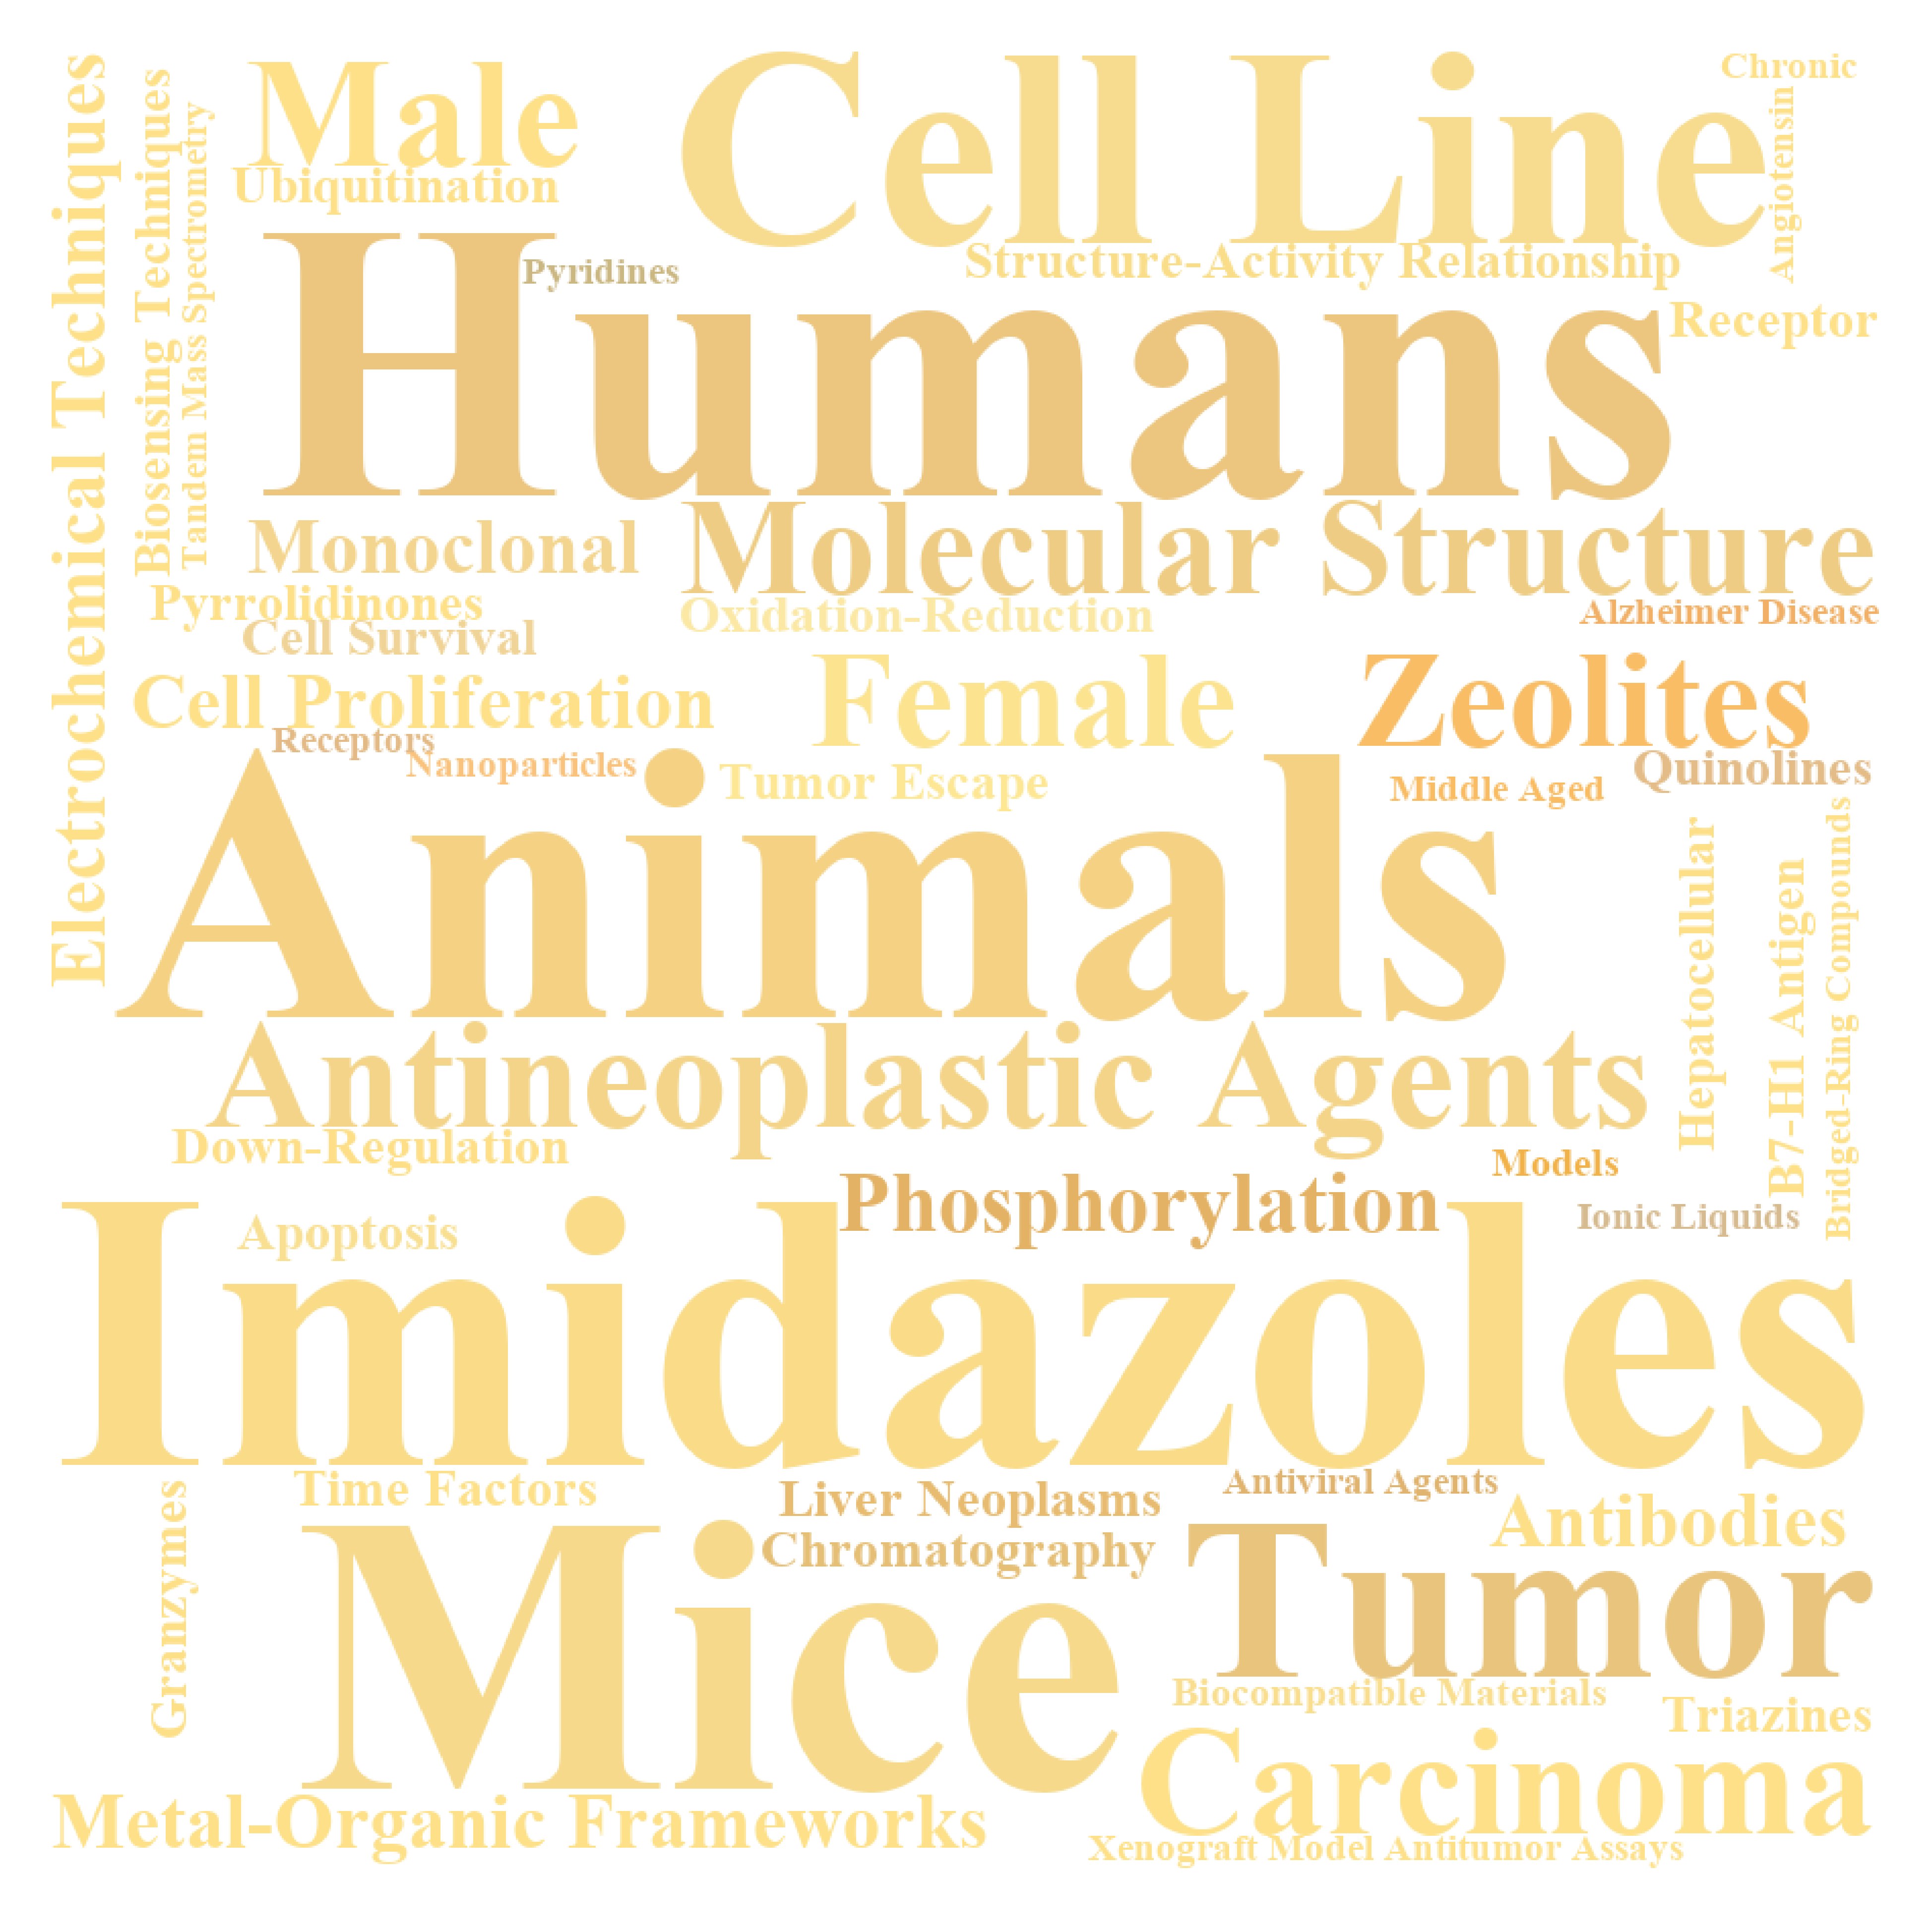 Male
Cell Line
Chronic
Electrochemical Techniques
Biosensing Techniques
Tandem Mass Spectrometry
Angiotensin
Ubiquitination
Humans
Structure-Activity Relationship
Pyridines
Receptor
Monoclonal
Molecular Structure
Pyrrolidinones
Oxidation-Reduction
Alzheimer Disease
Cell Survival
Cell Proliferation
Female
Zeolites
Receptors
Nanoparticles
Tumor Escape
Middle Aged
Quinolines
Animals
Hepatocellular
B7-H1 Antigen
Bridged-Ring Compounds
Antineoplastic Agents
Down-Regulation
Models
Phosphorylation
Ionic Liquids
Apoptosis
Imidazoles
Time Factors
Liver Neoplasms
Antiviral Agents
Antibodies
Granzymes
Chromatography
Mice
Tumor
Biocompatible Materials
Triazines
Carcinoma
Metal-Organic Frameworks
Xenograft Model Antitumor Assays